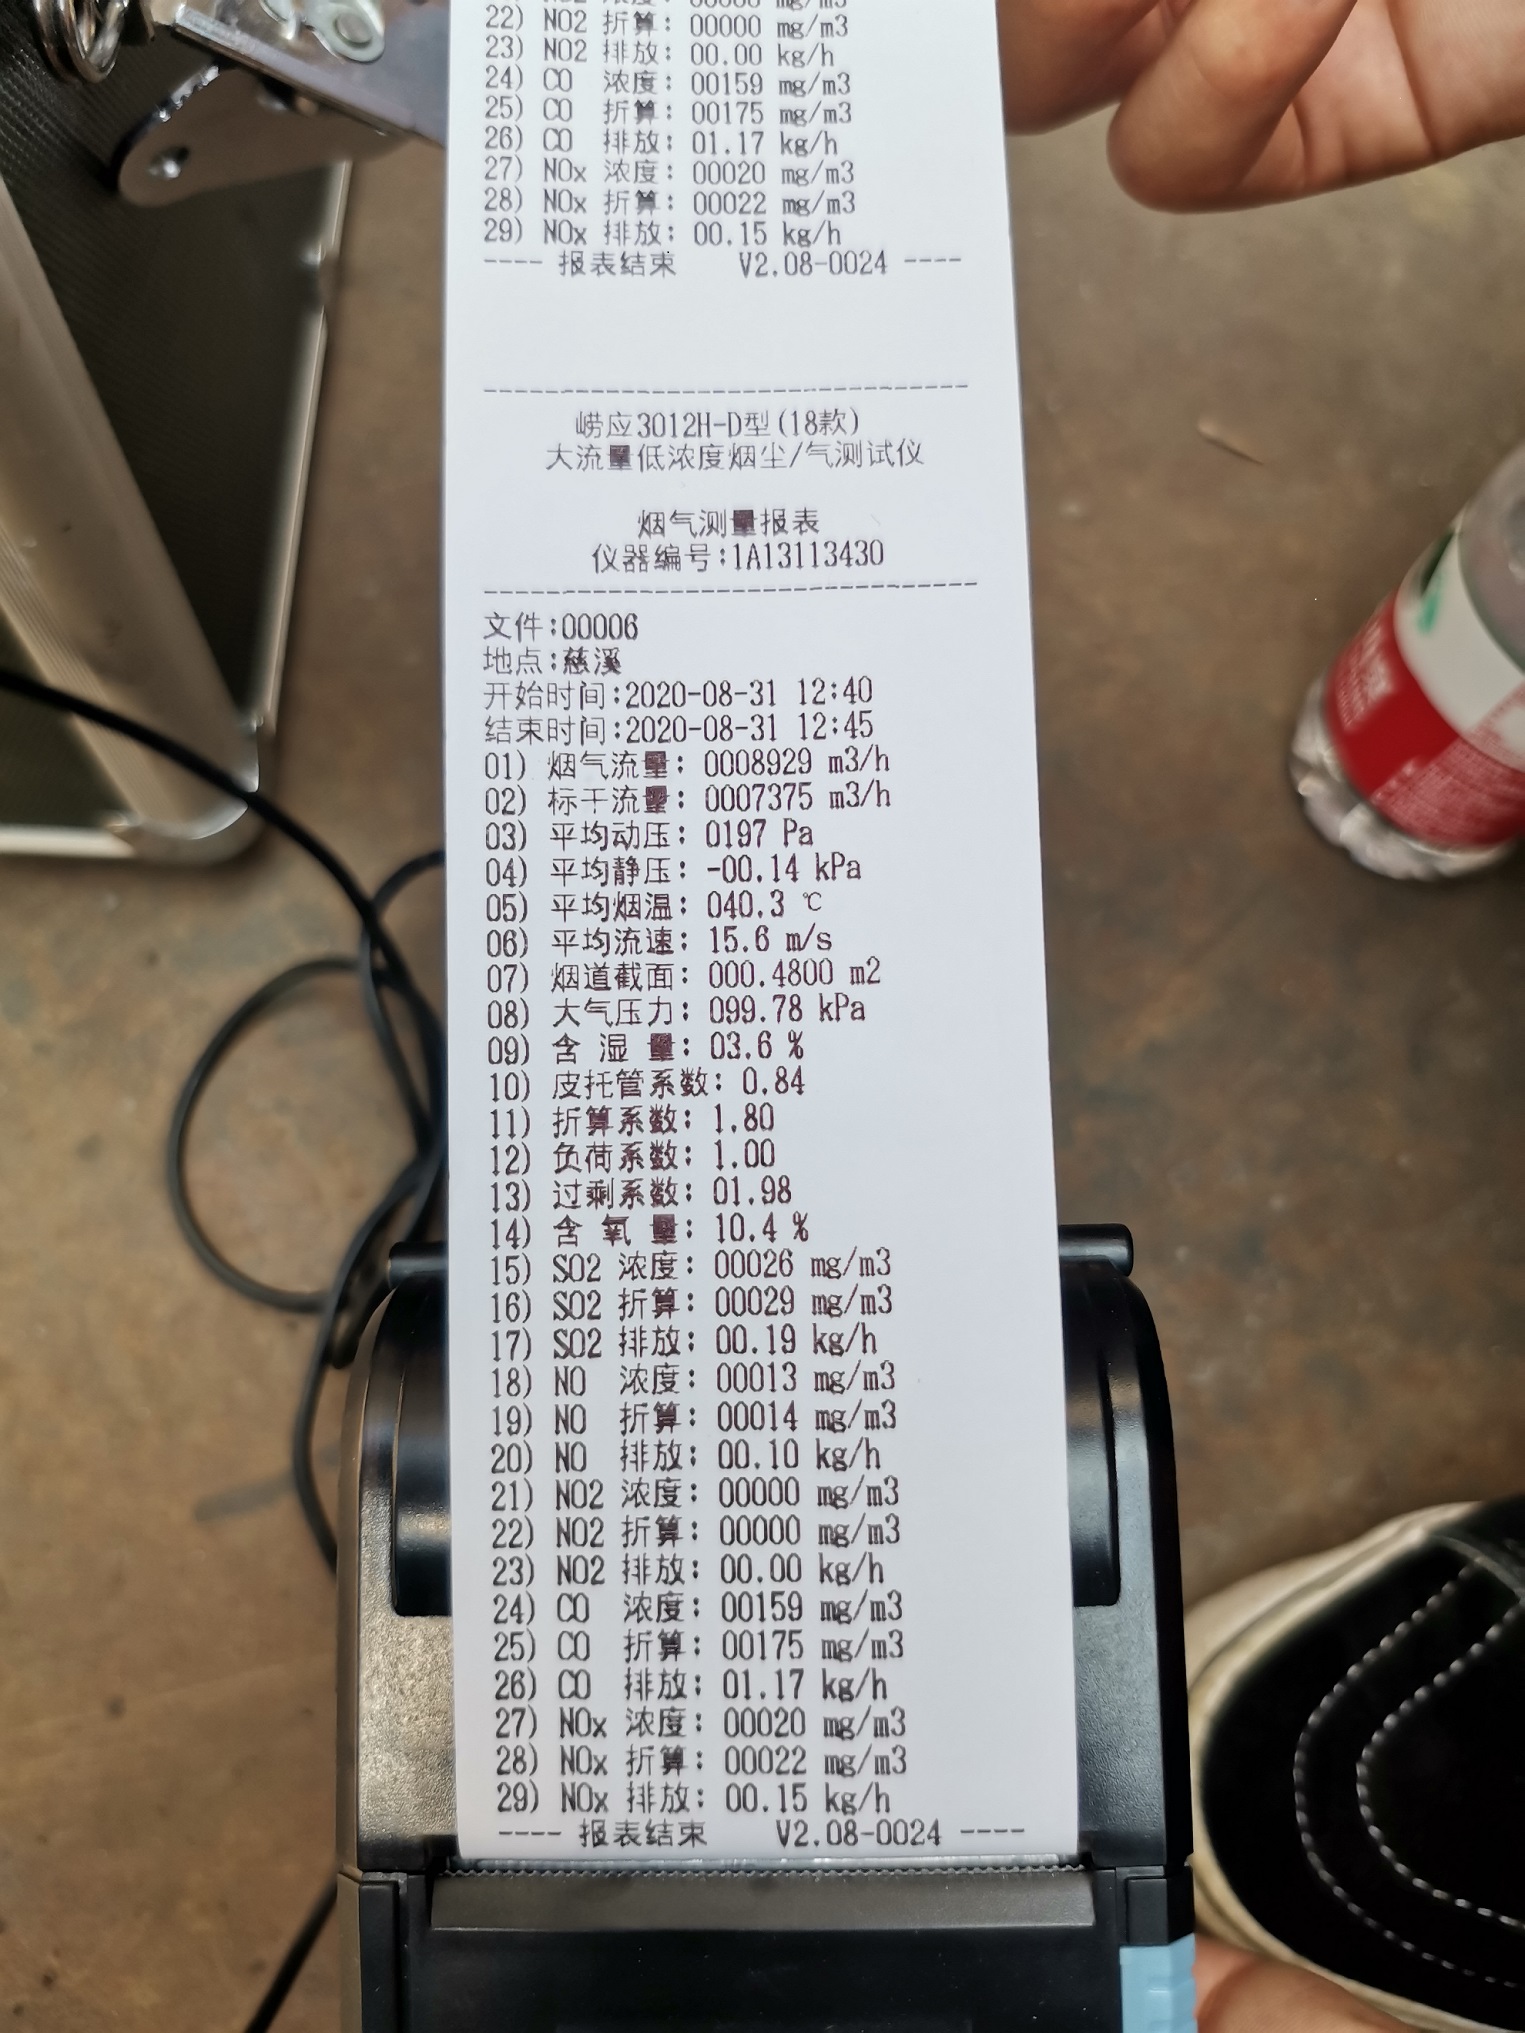 22) NO2 折算: 00000 mg/m3
23) NO2 排放: 00.00 kg/h
24) CO 浓度: 00159 mg/m3
25) CO 折算: 00175 mg/m3
26) CO 排放: 01.17 kg/h
27) NOx 浓度: 00020 mg/m3
28) NOx 折算: 00022 mg/m3
29) NOx 排放: 00.15 kg/h
---- 报表结束 V2.08-0024 ----
崂应3012H-D型(18款)
大流量低浓度烟尘/气测试仪
烟气测量报表
仪器编号:1A13113430
文件:00006
地点:慈溪
开始时间:2020-08-31 12:40
结束时间:2020-08-31 12:45
01) 烟气流量: 0008929 m3/h
02) 标干流量: 0007375 m3/h
03) 平均动压: 0197 Pa
04) 平均静压: -00.14 kPa
05) 平均烟温: 040.3 ℃
06) 平均流速: 15.6 m/s
07) 烟道截面: 000.4800 m2
08) 大气压力: 099.78 kPa
09) 含 湿 量: 03.6 %
10) 皮托管系数: 0.84
11) 折算系数: 1.80
12) 负荷系数: 1.00
13) 过剩系数: 01.98
14) 含 氧 量: 10.4 %
15) SO2 浓度: 00026 mg/m3
16) SO2 折算: 00029 mg/m3
17) SO2 排放: 00.19 kg/h
18) NO 浓度: 00013 mg/m3
19) NO 折算: 00014 mg/m3
20) NO 排放: 00.10 kg/h
21) NO2 浓度: 00000 mg/m3
22) NO2 折算: 00000 mg/m3
23) NO2 排放: 00.00 kg/h
24) CO 浓度: 00159 mg/m3
25) CO 折算: 00175 mg/m3
26) CO 排放: 01.17 kg/h
27) NOx 浓度: 00020 mg/m3
28) NOx 折算: 00022 mg/m3
29) NOx 排放: 00.15 kg/h
---- 报表结束 V2.08-0024 ----